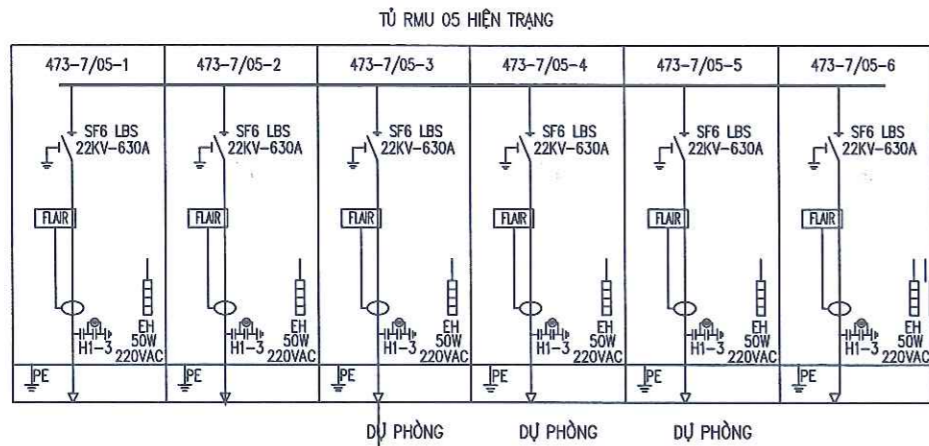 TỦ RMU 05 HIỆN TRẠNG
473-7/05-1 473-7/05-2 473-7/05-3 473-7/05-4 473-7/05-5 473-7/05-6
SF6 LBS SF6 LBS SF6 LBS SF6 LBS SF6 LBS SF6 LBS
22KV-630A 22KV-630A 22KV-630A 22KV-630A 22KV-630A 22KV-630A
FLAIR FLAIR FLAIR FLAIR FLAIR FLAIR
EH EH EH EH EH EH
50W 50W 50W 50W 50W 50W
H1-3 H1-3 H1-3 H1-3 H1-3 H1-3
220VAC 220VAC 220VAC 220VAC 220VAC 220VAC
PE PE PE PE PE PE
DỰ PHÒNG DỰ PHÒNG DỰ PHÒNG